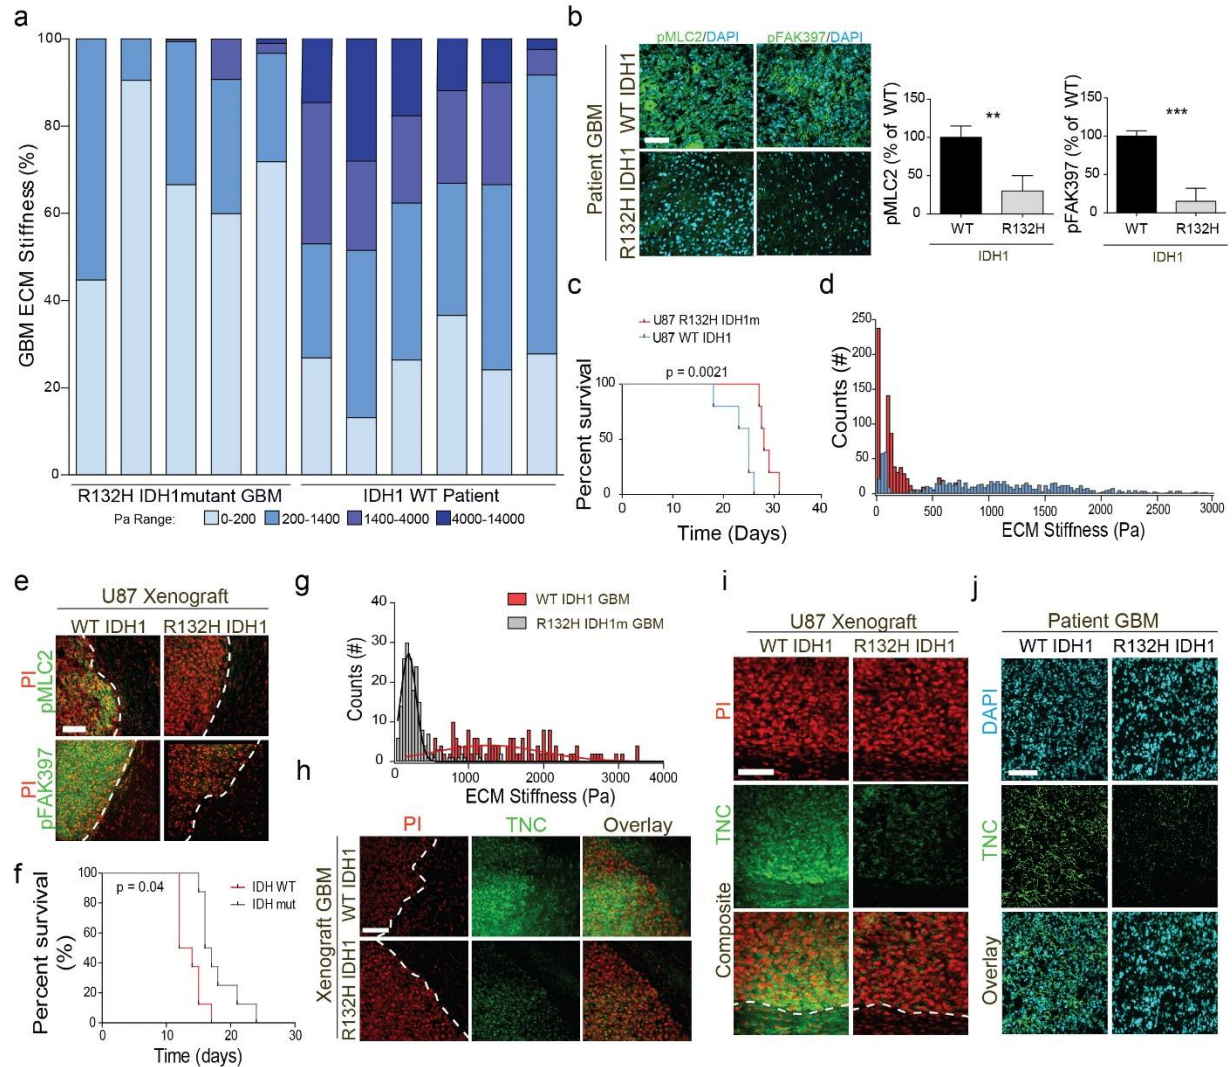 a
100
80
60
40
20
0
GBM ECM Stiffness (%)
R132H IDH1mutant GBM
IDH1 WT Patient
Pa Range:
0-200
200-1400
1400-4000
4000-14000
b
pMLC2/DAPI
pFAK397/DAPI
Patient GBM
WT IDH1
R132H IDH1
pMLC2 (% of WT)
150
100
50
0
**
WT
R132H
IDH1
pFAK397 (% of WT)
150
100
50
0
***
WT
R132H
IDH1
c
U87 R132H IDH1m
U87 WT IDH1
p = 0.0021
Percent survival
100
50
0
0
10
20
30
40
Time (Days)
d
Counts (#)
250
200
150
100
50
0
0
500
1000
1500
2000
2500
3000
ECM Stiffness (Pa)
e
U87 Xenograft
WT IDH1
R132H IDH1
PI
pMLC2
PI
pFAK397
f
p = 0.04
IDH WT
IDH mut
Percent survival
(%)
100
80
60
40
20
0
0
10
20
30
Time (days)
g
WT IDH1 GBM
R132H IDH1m GBM
Counts (#)
40
30
20
10
0
0
1000
2000
3000
4000
ECM Stiffness (Pa)
h
PI
TNC
Overlay
Xenograft GBM
WT IDH1
R132H IDH1
i
U87 Xenograft
WT IDH1
R132H IDH1
PI
TNC
Composite
j
Patient GBM
WT IDH1
R132H IDH1
DAPI
TNC
Overlay